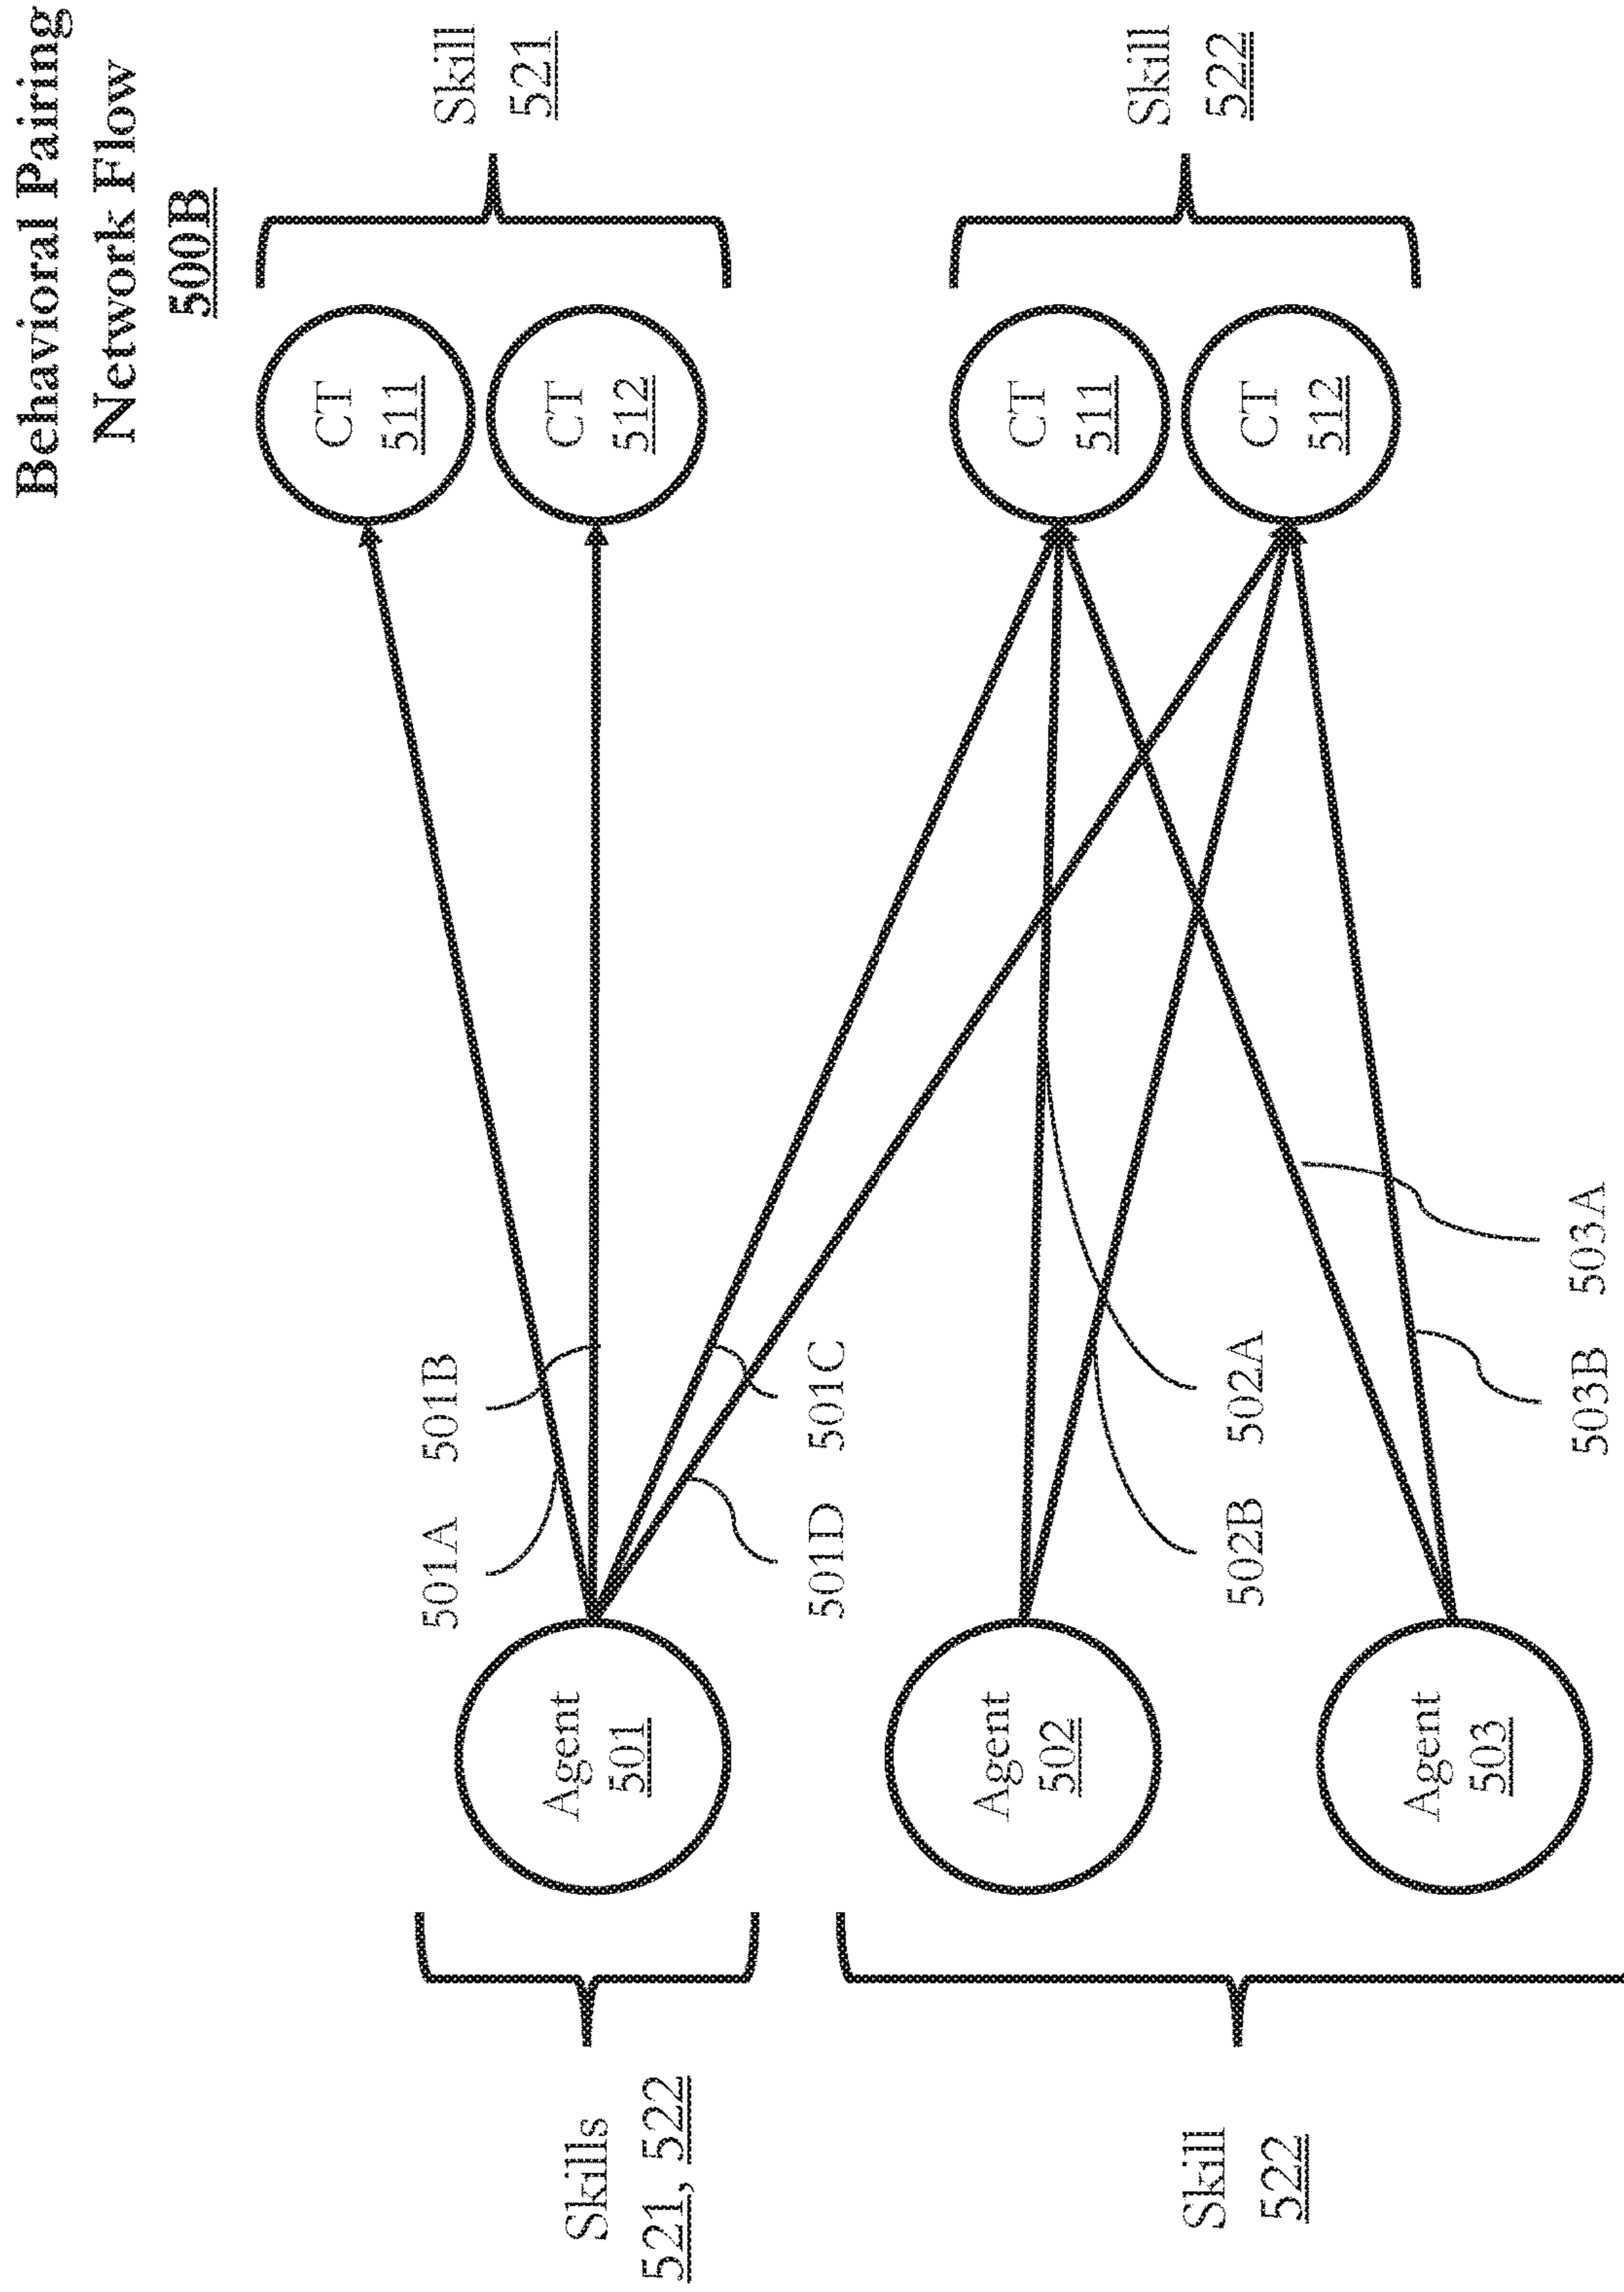 Behavioral Pairing
Network Flow
500B
Skills
521, 522
Skill
522
Agent
501
Agent
502
Agent
503
501A
501B
501D
501C
502B
502A
503B
503A
CT
511
CT
512
CT
511
CT
512
Skill
521
Skill
522